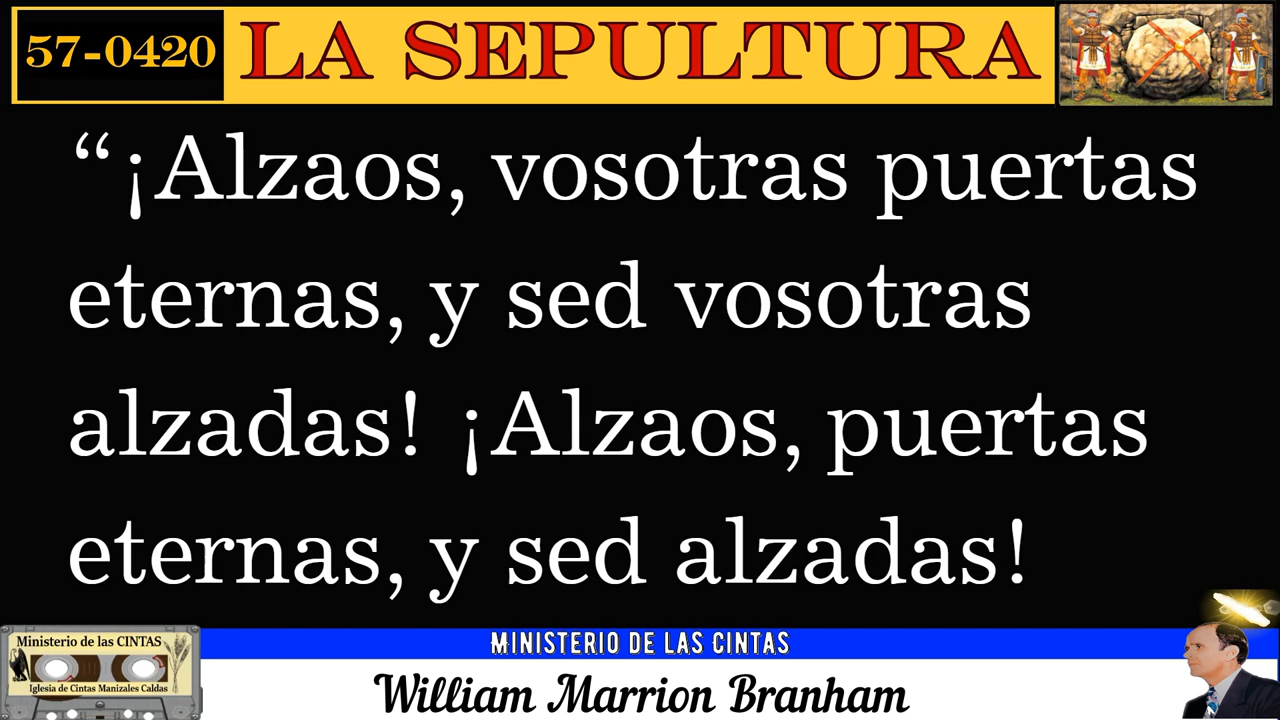 57-0420
LA SEPULTURA
“¡Alzaos, vosotras puertas
eternas, y sed vosotras
alzadas! ¡Alzaos, puertas
eternas, y sed alzadas!
MINISTERIO DE LAS CINTAS
William Marrion Branham
Ministerio de las CINTAS
Iglesia de Cintas Manizales Caldas